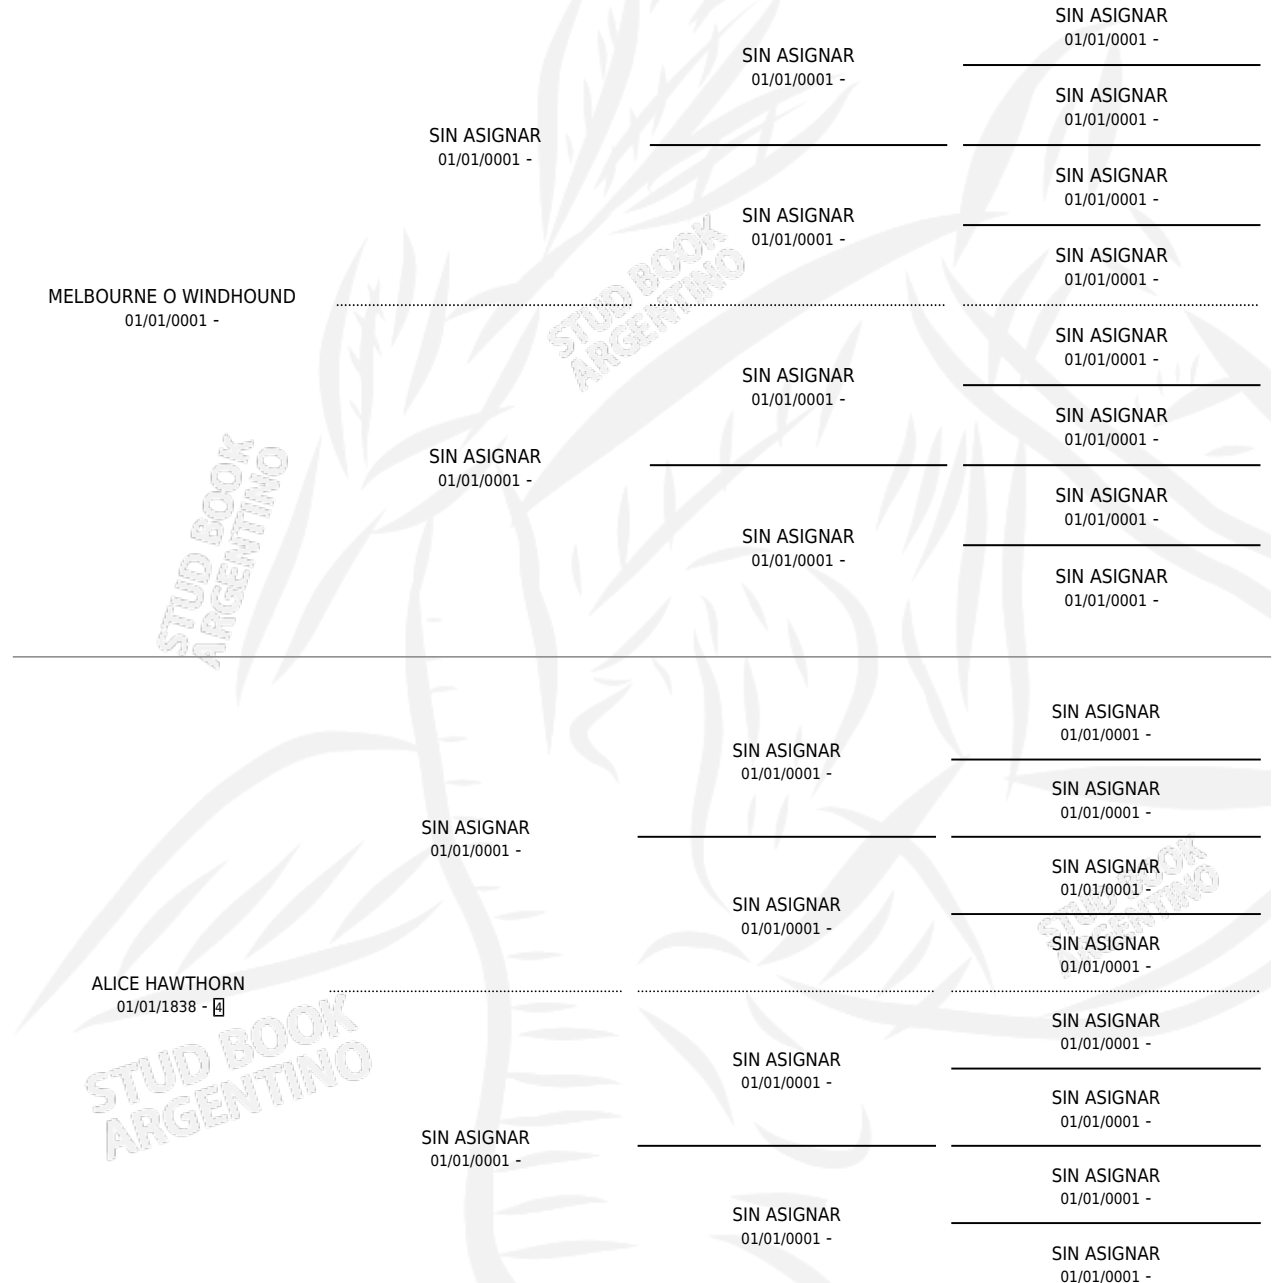 SIN ASIGNAR
01/01/0001 -
SIN ASIGNAR
01/01/0001 -
SIN ASIGNAR
01/01/0001 -
SIN ASIGNAR
01/01/0001 -
SIN ASIGNAR
01/01/0001 -
SIN ASIGNAR
01/01/0001 -
STUD BOOK
ARGENTINO
SIN ASIGNAR
01/01/0001 -
MELBOURNE O WINDHOUND
01/01/0001 -
SIN ASIGNAR
01/01/0001 -
SIN ASIGNAR
01/01/0001 -
SIN ASIGNAR
01/01/0001 -
SIN ASIGNAR
01/01/0001 -
STUD BOOK
ARGENTINO
SIN ASIGNAR
01/01/0001 -
SIN ASIGNAR
01/01/0001 -
SIN ASIGNAR
01/01/0001 -
SIN ASIGNAR
01/01/0001 -
SIN ASIGNAR
01/01/0001 -
SIN ASIGNAR
01/01/0001 -
SIN ASIGNAR
01/01/0001 -
SIN ASIGNAR
01/01/0001 -
SIN ASIGNAR
01/01/0001 -
STUD BOOK
ARGENTINO
SIN ASIGNAR
01/01/0001 -
SIN ASIGNAR
01/01/0001 -
ALICE HAWTHORN
01/01/1838 - 4
STUD BOOK
ARGENTINO
SIN ASIGNAR
01/01/0001 -
SIN ASIGNAR
01/01/0001 -
SIN ASIGNAR
01/01/0001 -
SIN ASIGNAR
01/01/0001 -
SIN ASIGNAR
01/01/0001 -
SIN ASIGNAR
01/01/0001 -
SIN ASIGNAR
01/01/0001 -